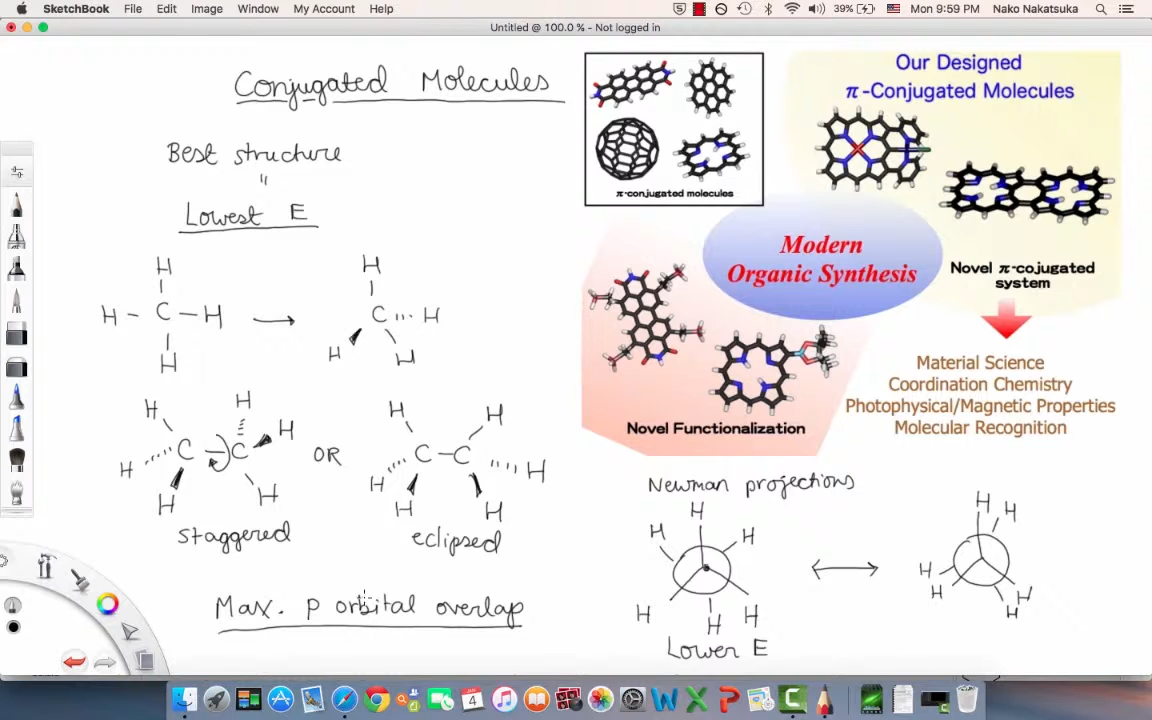 SketchBook File Edit Image Window My Account Help 39% Mon 9:59 PM Nako Nakatsuka
Untitled @ 100.0 % - Not logged in
Conjugated Molecules
Best structure
"
Lowest E
H
H - C - H
H
H
C H
H H
H H
C C H
H H
H
staggered
OR
H H
C - C
H H
H H
eclipsed
Max. p orbital overlap
π-conjugated molecules
Our Designed
π-Conjugated Molecules
Modern
Organic Synthesis
Novel π-cojugated
system
Novel Functionalization
Material Science
Coordination Chemistry
Photophysical/Magnetic Properties
Molecular Recognition
Newman projections
H
H H
H H
H
Lower E
H H
H
H H
H
4